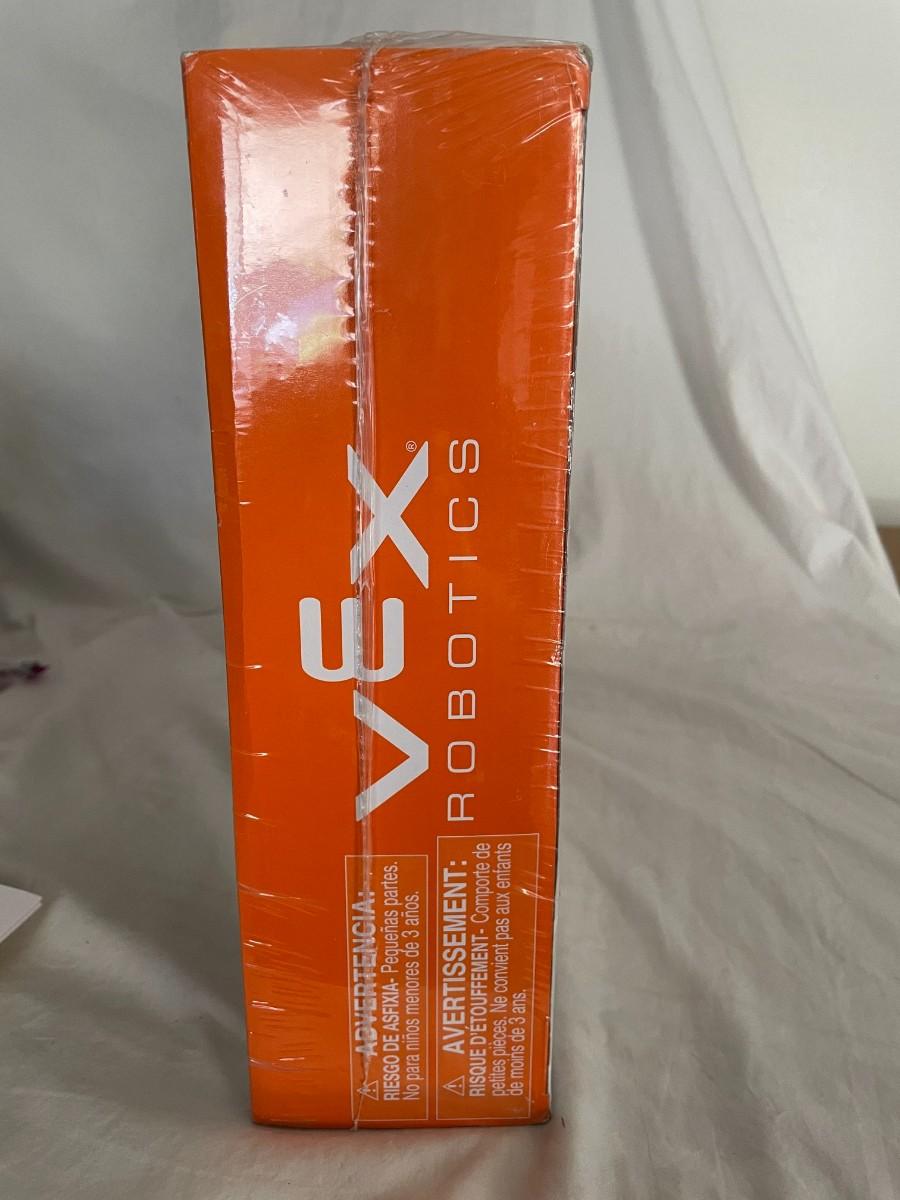 VEX®
ROBOTICS
⚠ ADVERTENCIA:
RIESGO DE ASFIXIA- Pequeñas partes.
No para niños menores de 3 años.
⚠ AVERTISSEMENT:
RISQUE D'ÉTOUFFEMENT- Comporte de
petites pièces. Ne convient pas aux enfants
de moins de 3 ans.